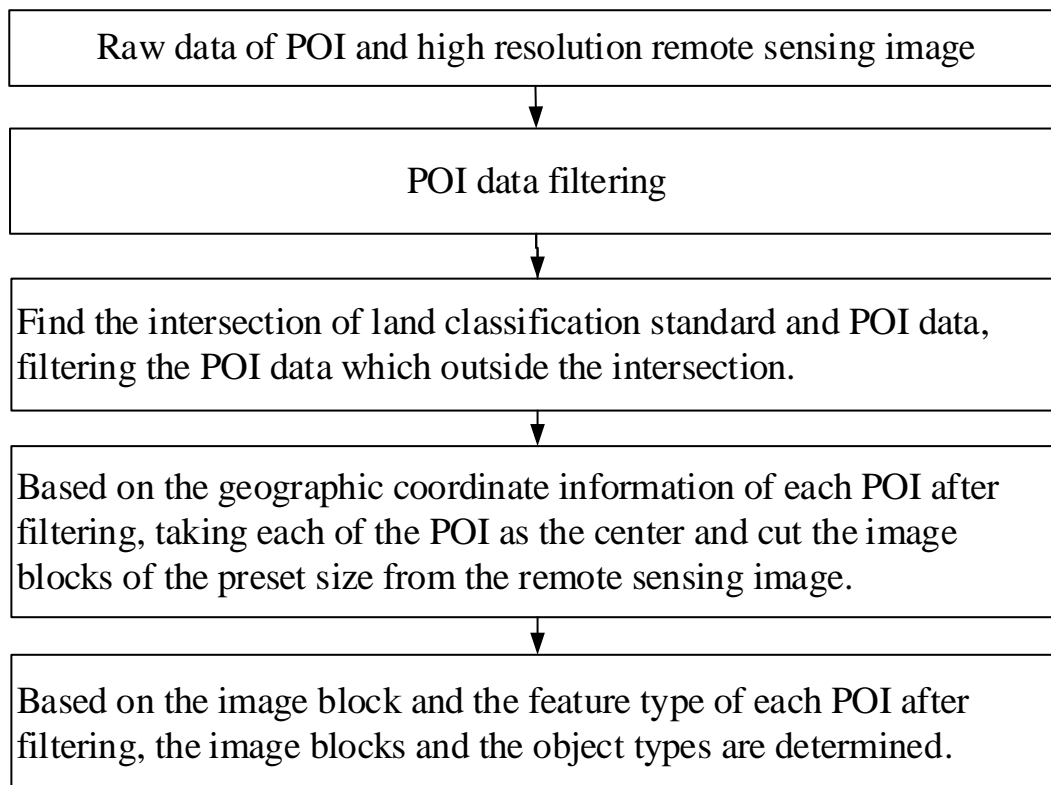 Raw data of POI and high resolution remote sensing image
POI data filtering
Find the intersection of land classification standard and POI data,
filtering the POI data which outside the intersection.
Based on the geographic coordinate information of each POI after
filtering, taking each of the POI as the center and cut the image
blocks of the preset size from the remote sensing image.
Based on the image block and the feature type of each POI after
filtering, the image blocks and the object types are determined.